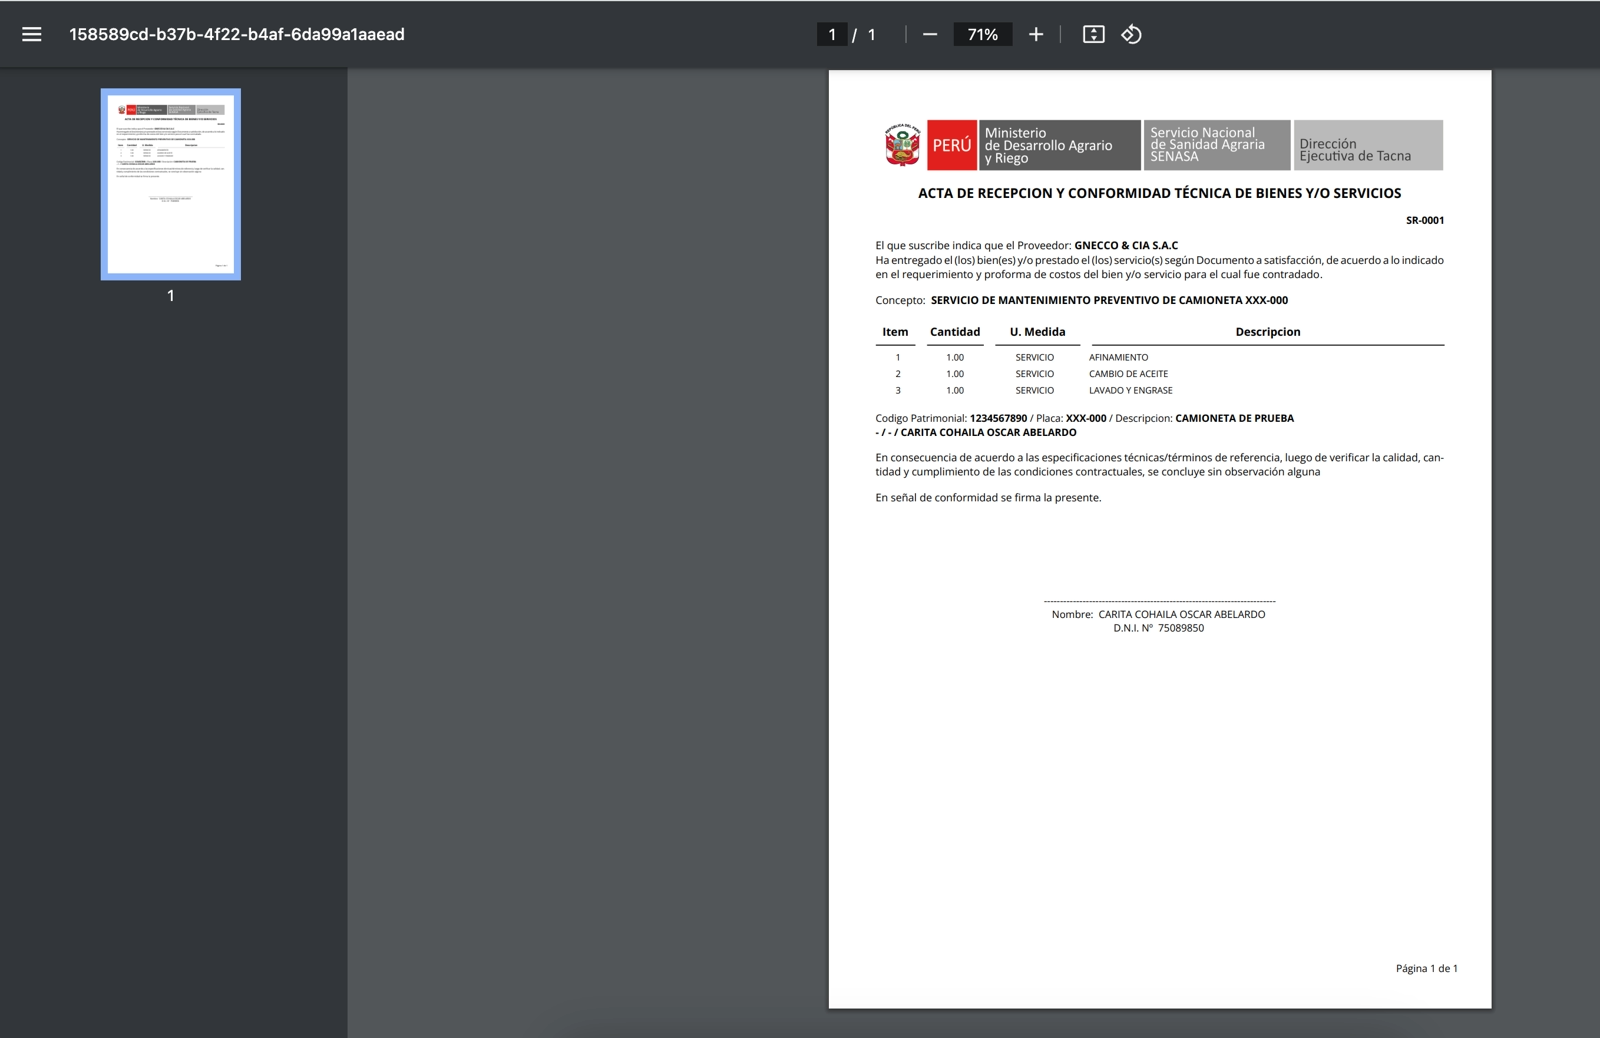 158589cd-b37b-4f22-b4af-6da99a1aaead
1 / 1
71%
1
REPÚBLICA DEL PERÚ
PERÚ
Ministerio
de Desarrollo Agrario
y Riego
Servicio Nacional
de Sanidad Agraria
SENASA
Dirección
Ejecutiva de Tacna
ACTA DE RECEPCION Y CONFORMIDAD TÉCNICA DE BIENES Y/O SERVICIOS
SR-0001
El que suscribe indica que el Proveedor: GNECCO & CIA S.A.C
Ha entregado el (los) bien(es) y/o prestado el (los) servicio(s) según Documento a satisfacción, de acuerdo a lo indicado
en el requerimiento y proforma de costos del bien y/o servicio para el cual fue contradado.
Concepto: SERVICIO DE MANTENIMIENTO PREVENTIVO DE CAMIONETA XXX-000
Item Cantidad U. Medida Descripcion
1 1.00 SERVICIO AFINAMIENTO
2 1.00 SERVICIO CAMBIO DE ACEITE
3 1.00 SERVICIO LAVADO Y ENGRASE
Codigo Patrimonial: 1234567890 / Placa: XXX-000 / Descripcion: CAMIONETA DE PRUEBA
- / - / CARITA COHAILA OSCAR ABELARDO
En consecuencia de acuerdo a las especificaciones técnicas/términos de referencia, luego de verificar la calidad, can-
tidad y cumplimiento de las condiciones contractuales, se concluye sin observación alguna
En señal de conformidad se firma la presente.
Nombre: CARITA COHAILA OSCAR ABELARDO
D.N.I. Nº 75089850
Página 1 de 1